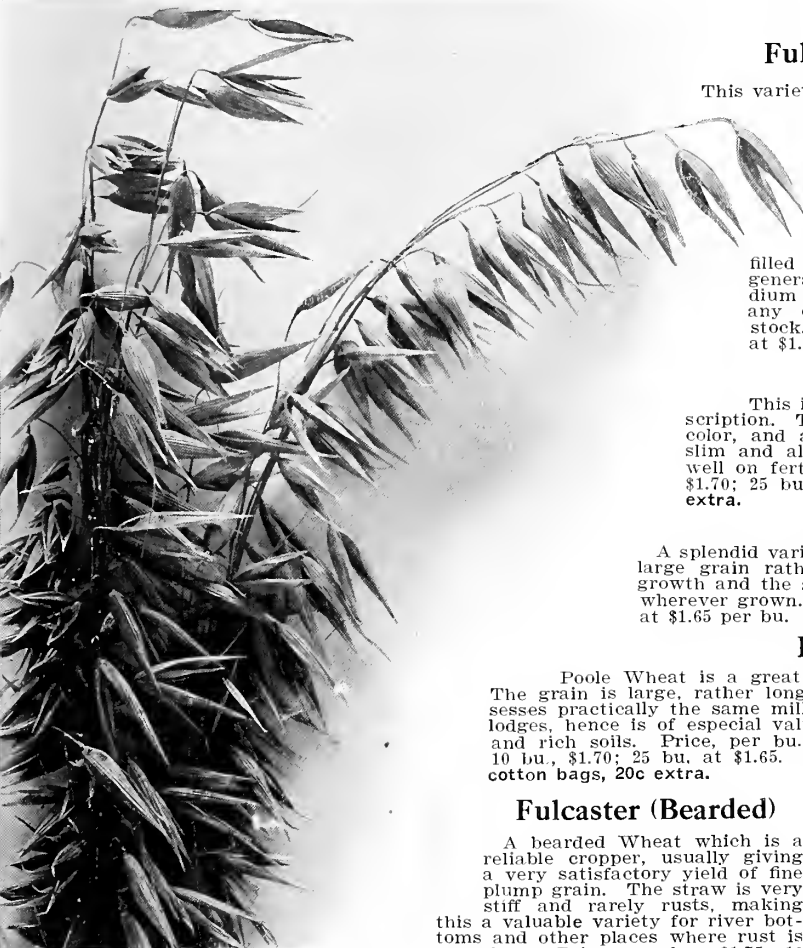 Ful
This varie
filled
genera
dium
any
stock.
at $1.
This i
scription. T
color, and a
slim and al
well on fert
$1.70; 25 bu
extra.
A splendid vari
large grain rath
growth and the
wherever grown.
at $1.65 per bu.
Poole Wheat is a great
The grain is large, rather long
sesses practically the same mil
lodges, hence is of especial val
and rich soils. Price, per bu.
10 bu., $1.70; 25 bu. at $1.65.
cotton bags, 20c extra.
Fulcaster (Bearded)
A bearded Wheat which is a
reliable cropper, usually giving
a very satisfactory yield of fine
plump grain. The straw is very
stiff and rarely rusts, making
this a valuable variety for river bot-
toms and other places where rust is